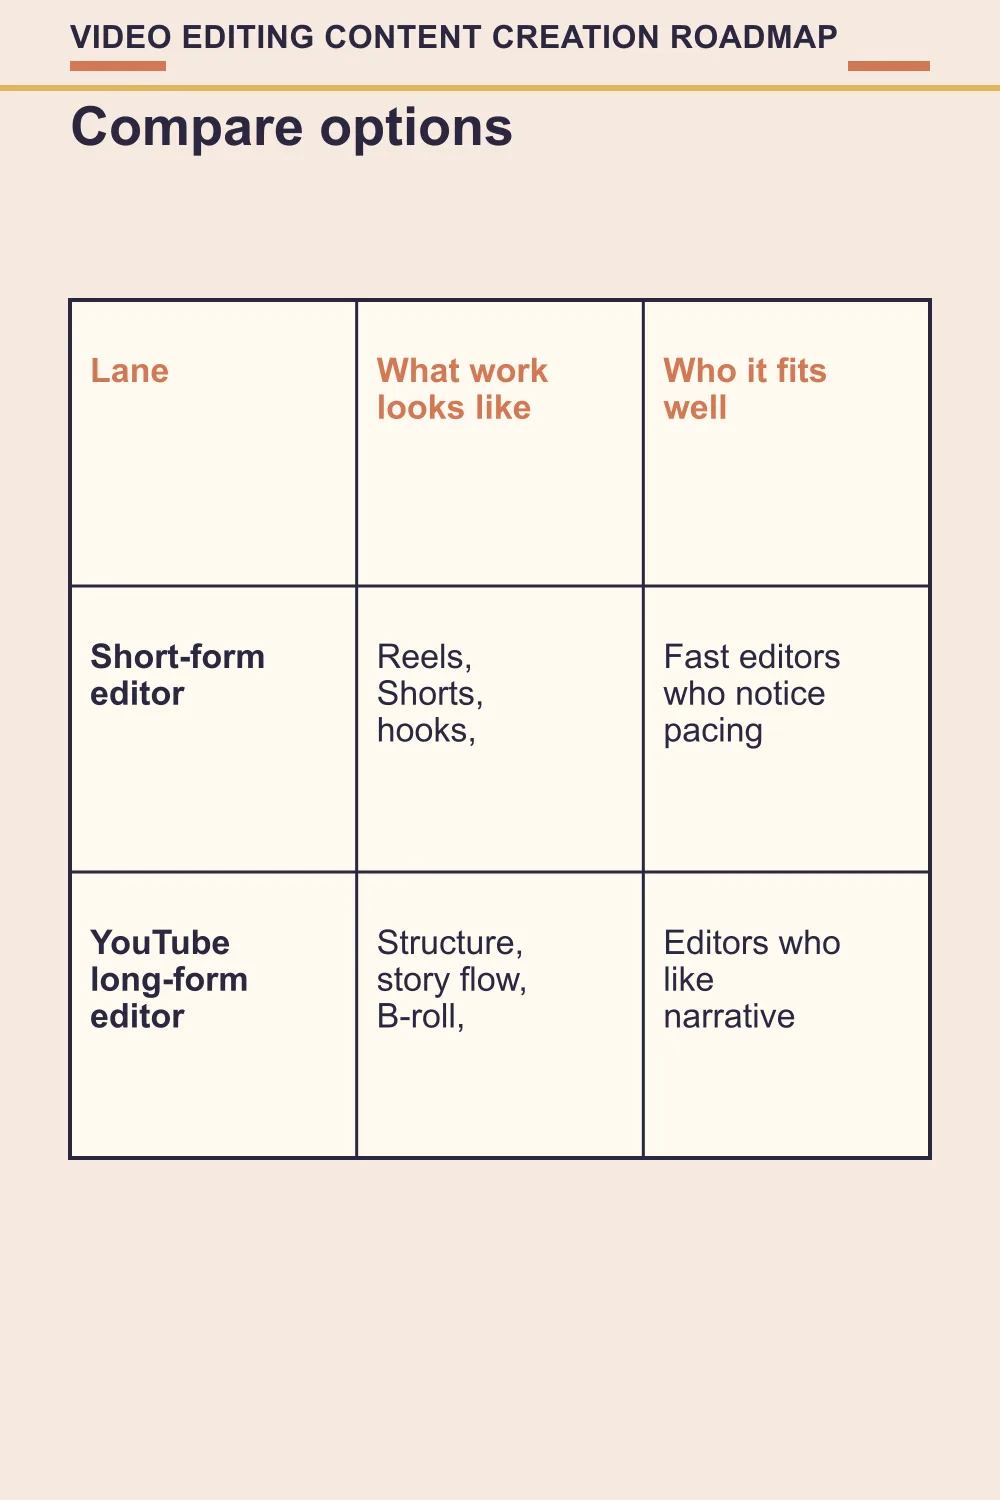 VIDEO EDITING CONTENT CREATION ROADMAP
Compare options
Lane
What work
looks like
Who it fits
well
Short-form
editor
Reels,
Shorts,
hooks,
Fast editors
who notice
pacing
YouTube
long-form
editor
Structure,
story flow,
B-roll,
Editors who
like
narrative